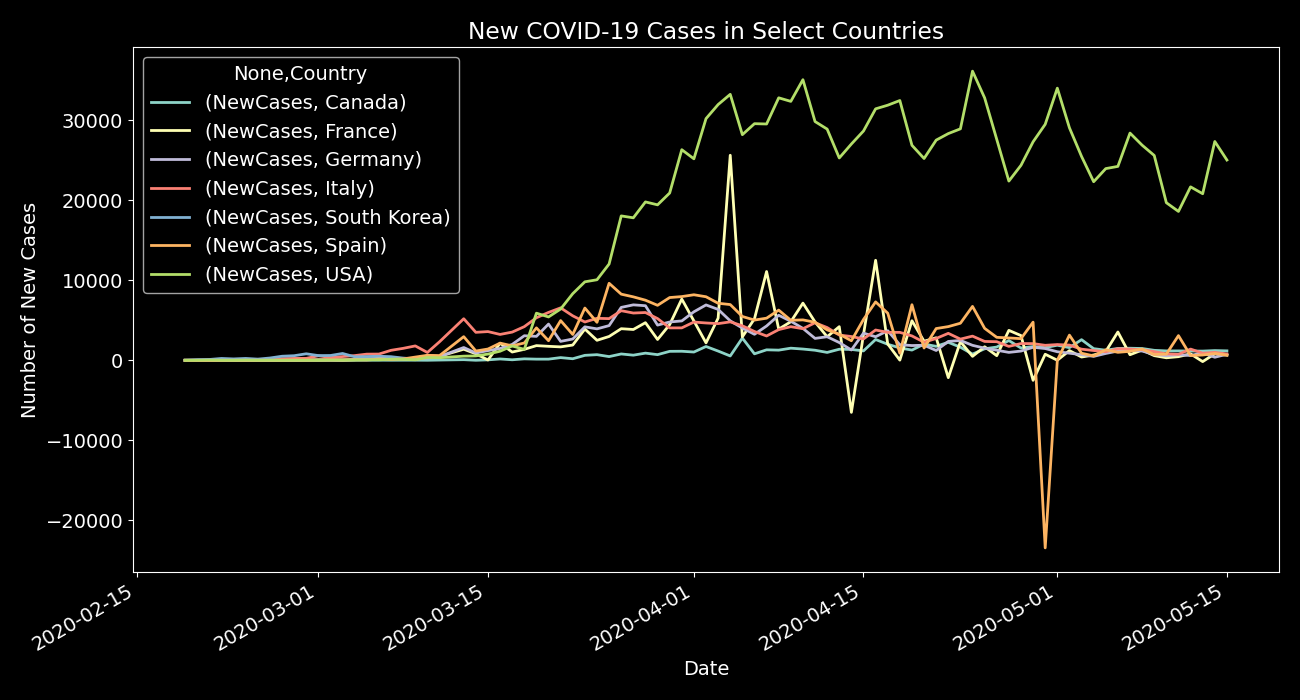 New COVID-19 Cases in Select Countries
None,Country
(NewCases, Canada)
(NewCases, France)
(NewCases, Germany)
(NewCases, Italy)
(NewCases, South Korea)
(NewCases, Spain)
(NewCases, USA)
Number of New Cases
30000
20000
10000
0
−10000
−20000
2020-02-15
2020-03-01
2020-03-15
2020-04-01
2020-04-15
2020-05-01
2020-05-15
Date